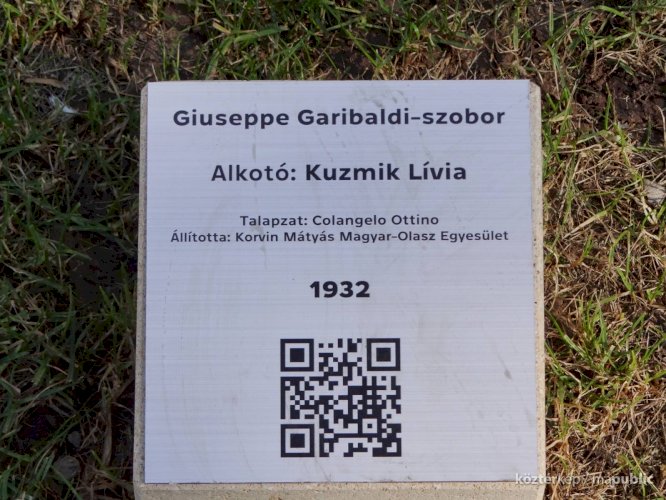 Giuseppe Garibaldi-szobor
Alkotó: Kuzmik Lívia
Talapzat: Colangelo Ottino
Állította: Korvin Mátyás Magyar-Olasz Egyesület
1932
köztérkép / mapublic